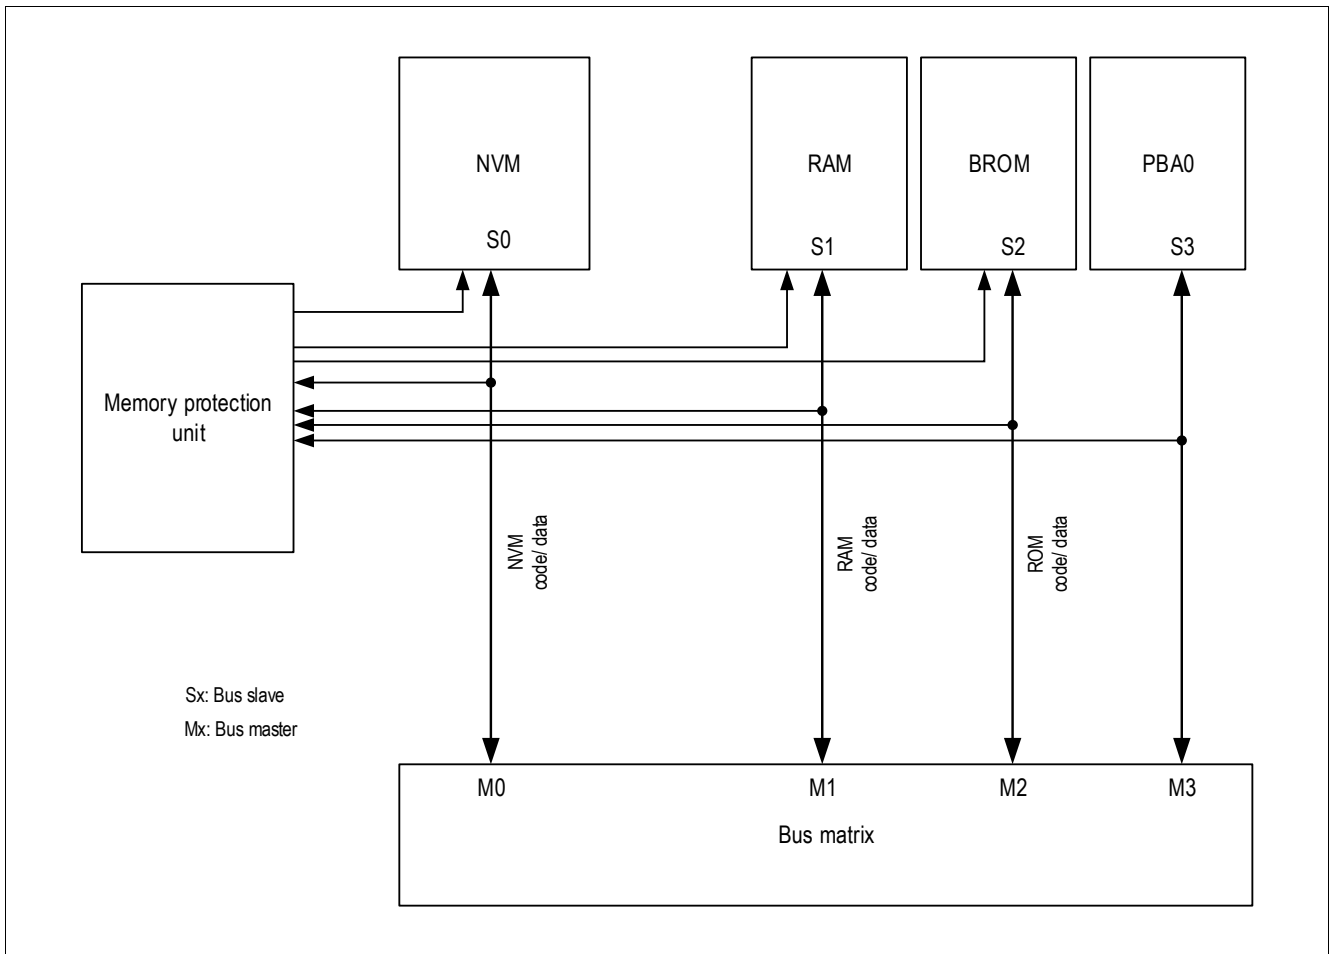 NVM
RAM
BROM
PBA0
S0
S1
S2
S3
Memory protection
unit
NVM
code/ data
RAM
code/ data
ROM
code/ data
Sx: Bus slave
Mx: Bus master
M0
M1
M2
M3
Bus matrix